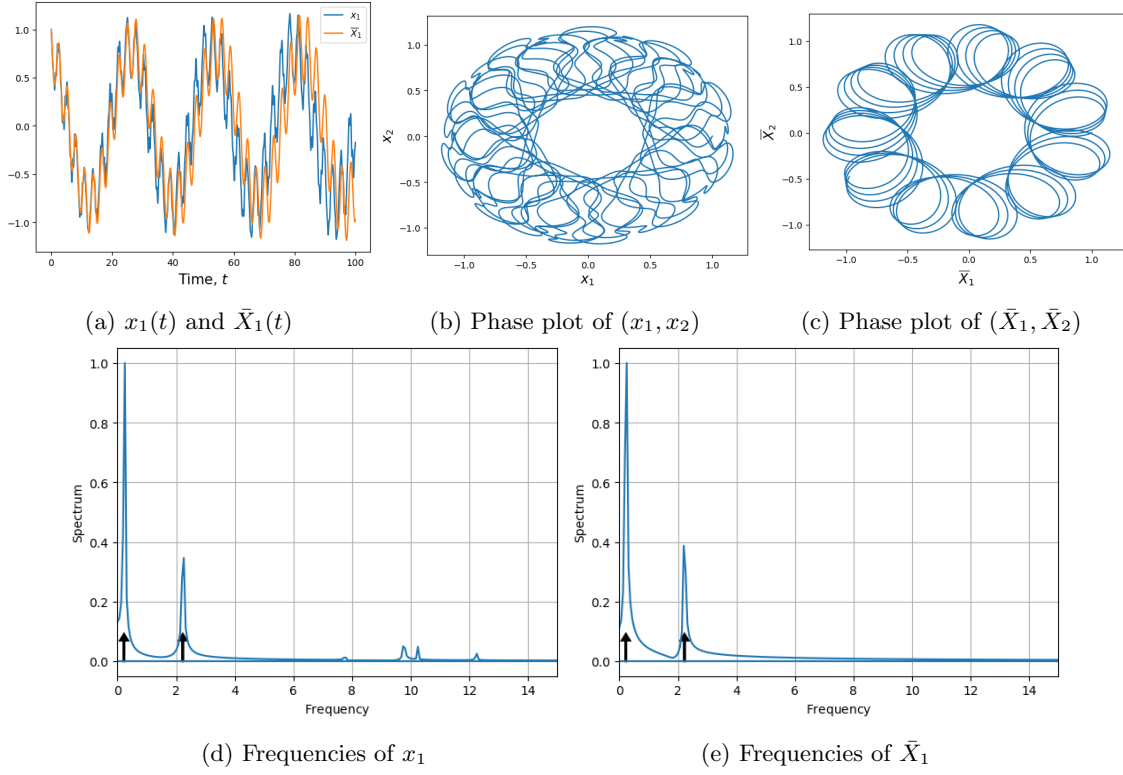 x₁
X̄₁
1.0
0.5
0.0
−0.5
−1.0
0 20 40 60 80 100
Time, t
(a) x₁(t) and X̄₁(t)
x₂
1.0
0.5
0.0
−0.5
−1.0
−1.0 −0.5 0.0 0.5 1.0
x₁
(b) Phase plot of (x₁, x₂)
X̄₂
1.0
0.5
0.0
−0.5
−1.0
−1.0 −0.5 0.0 0.5 1.0
X̄₁
(c) Phase plot of (X̄₁, X̄₂)
Spectrum
1.0
0.8
0.6
0.4
0.2
0.0
0 2 4 6 8 10 12 14
Frequency
(d) Frequencies of x₁
Spectrum
1.0
0.8
0.6
0.4
0.2
0.0
0 2 4 6 8 10 12 14
Frequency
(e) Frequencies of X̄₁